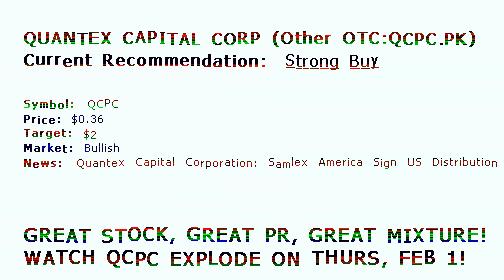 QUANTEX CAPITAL CORP (Other OTC:QCPC.PK)
Current Recommendation: Strong Buy
Symbol: QCPC
Price: $0.36
Target: $2
Market: Bullish
News: Quantex Capital Corporation: Samlex America Sign US Distribution
GREAT STOCK, GREAT PR, GREAT MIXTURE!
WATCH QCPC EXPLODE ON THURS, FEB 1!